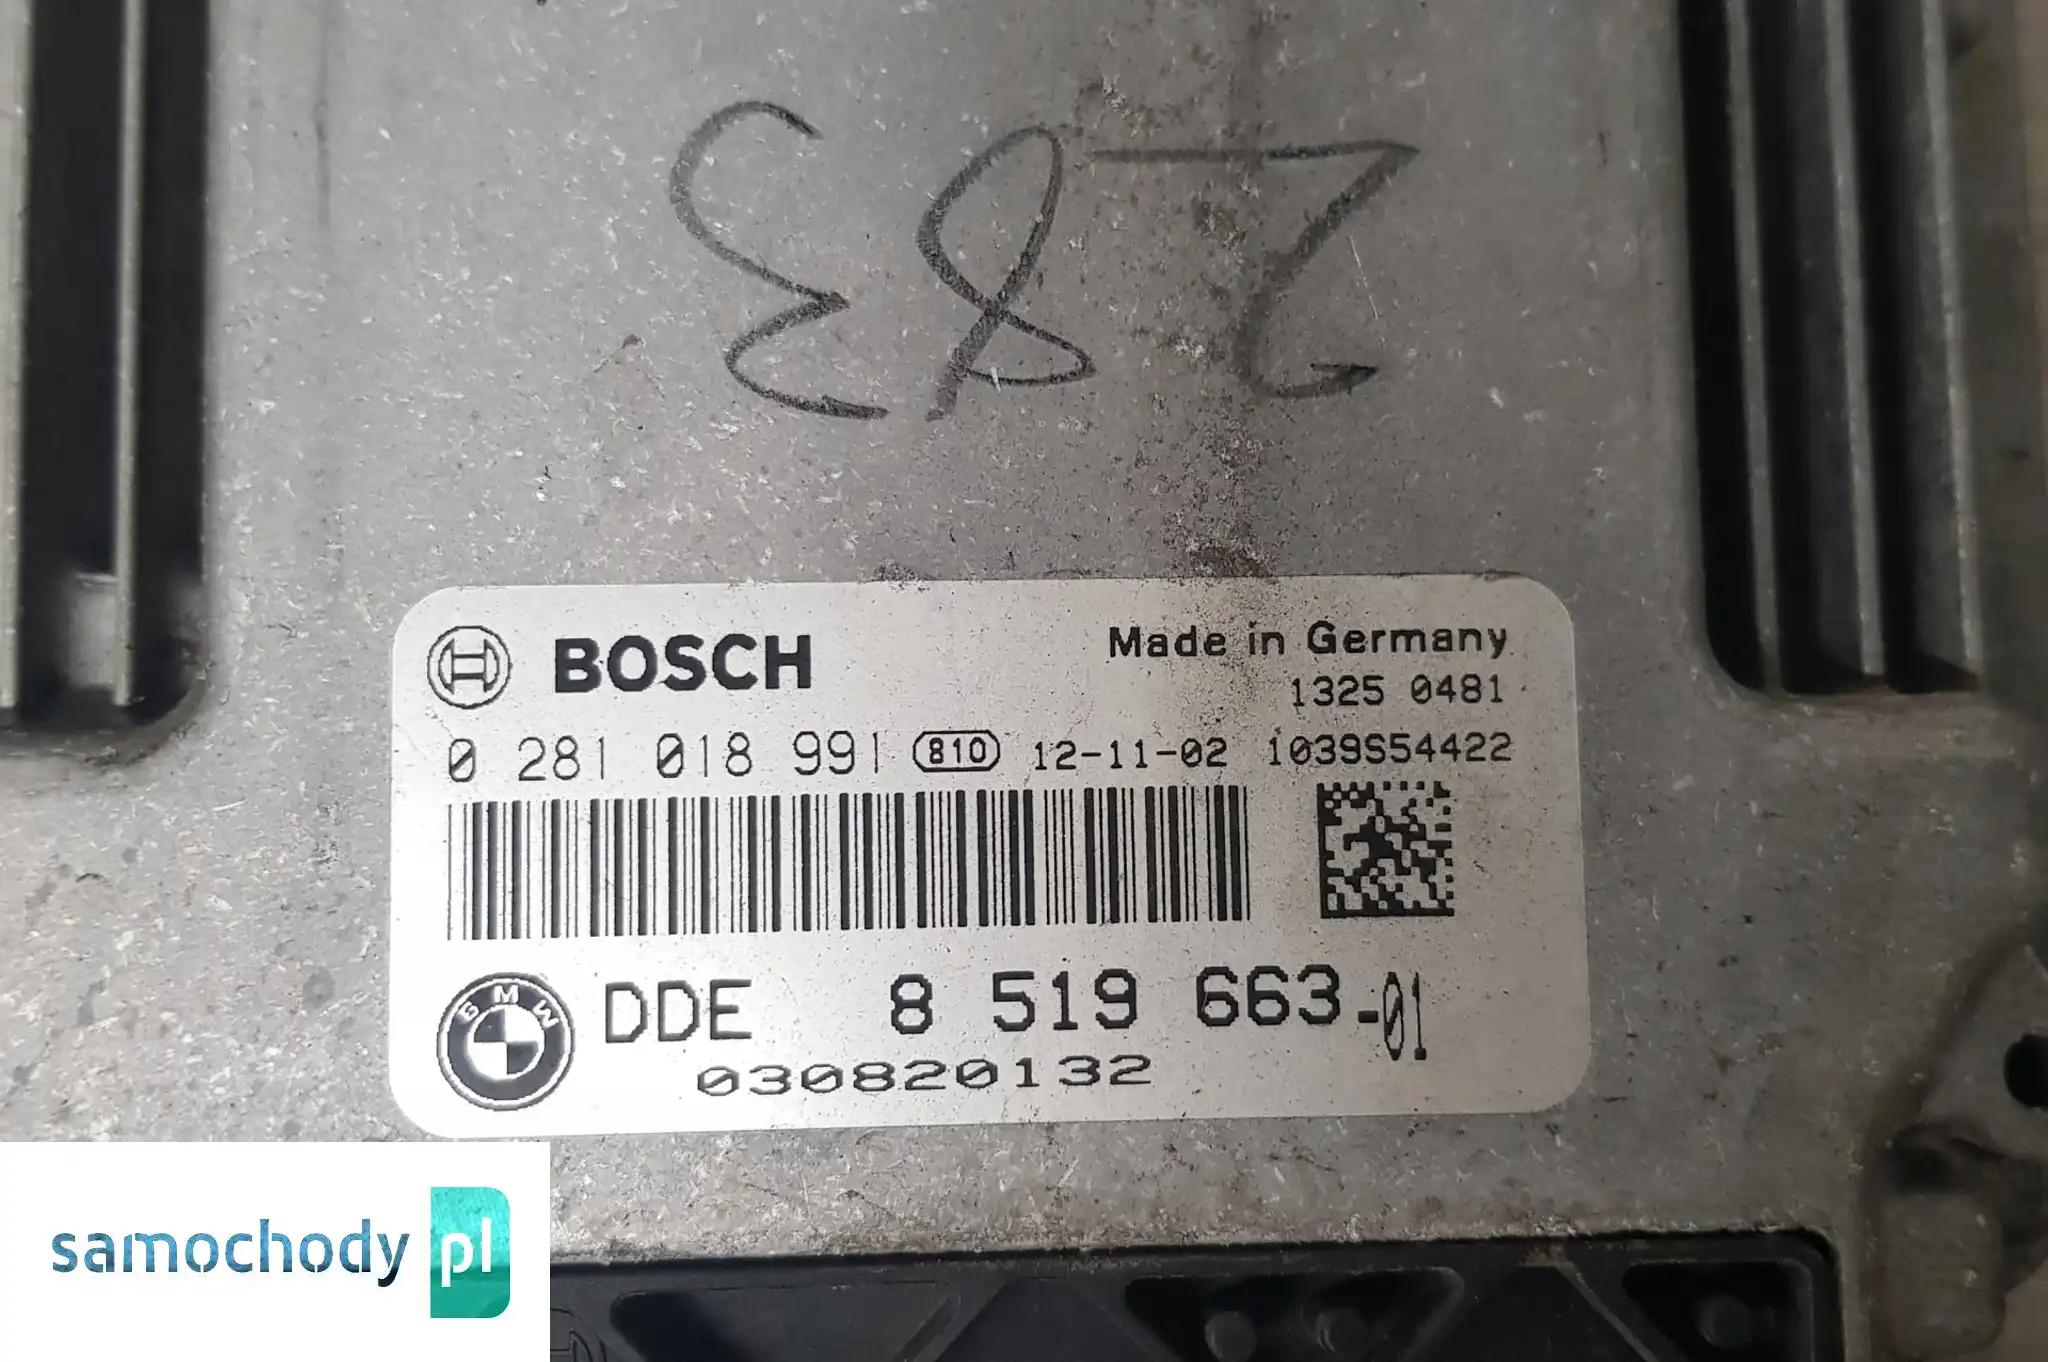 283
BOSCH
Made in Germany
1325 0481
0 281 018 991 810 12-11-02 1039S54422
BMW
DDE 8 519 663-01
030820132
samochody pl